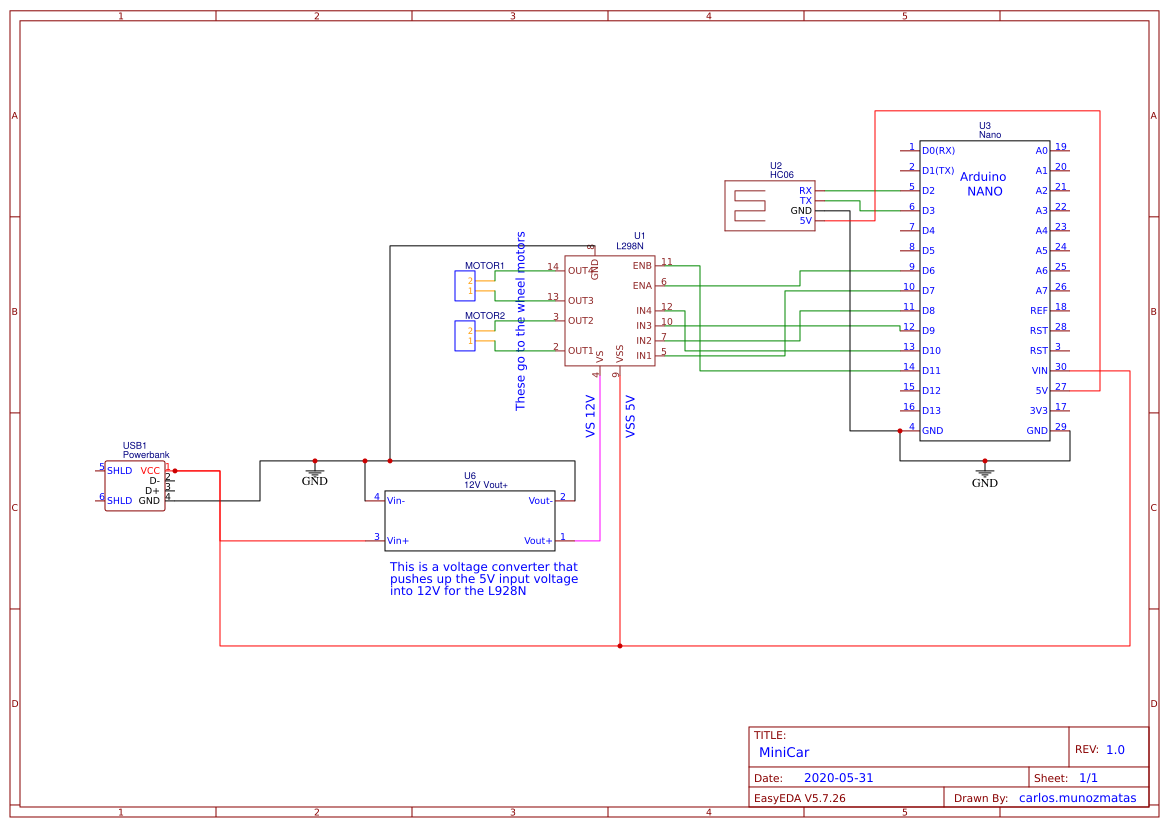 1 2 3 4 5
A A
B B
C C
D D
U3
Nano
Arduino
NANO
1 D0(RX)
2 D1(TX)
5 D2
6 D3
7 D4
8 D5
9 D6
10 D7
11 D8
12 D9
13 D10
14 D11
15 D12
16 D13
4 GND
A0 19
A1 20
A2 21
A3 22
A4 23
A5 24
A6 25
A7 26
REF 18
RST 28
RST 3
VIN 30
5V 27
3V3 17
GND 29
GND
U2
HC06
RX
TX
GND
5V
U1
L298N
8
GND
14 OUT4
13 OUT3
3 OUT2
2 OUT1
ENB 11
ENA 6
IN4 12
IN3 10
IN2 7
IN1 5
VS
4
VSS
9
MOTOR1
2
1
MOTOR2
2
1
These go to the wheel motors
VS 12V
VSS 5V
USB1
Powerbank
5 SHLD
6 SHLD
VCC 1
D- 2
D+ 3
GND 4
GND
U6
12V Vout+
4 Vin-
3 Vin+
Vout- 2
Vout+ 1
This is a voltage converter that
pushes up the 5V input voltage
into 12V for the L928N
TITLE:
MiniCar
REV: 1.0
Date: 2020-05-31
Sheet: 1/1
EasyEDA V5.7.26
Drawn By: carlos.munozmatas
1 2 3 4 5